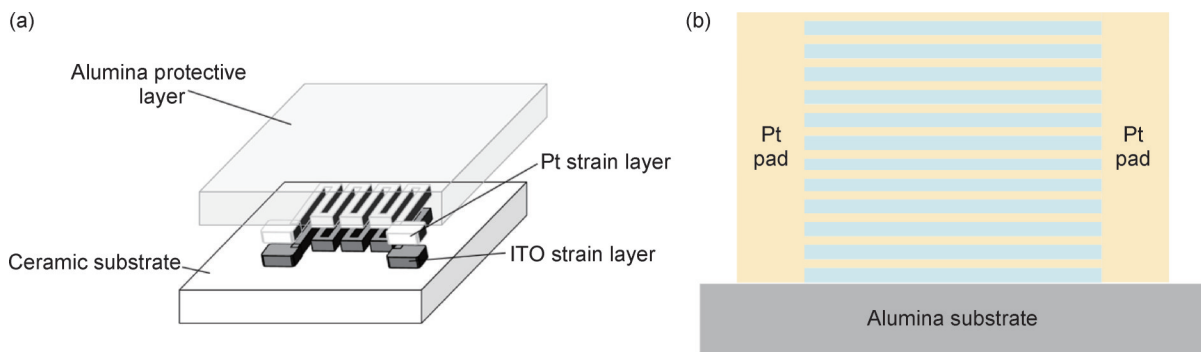 (a)
Alumina protective
layer
Pt strain layer
Ceramic substrate
ITO strain layer
(b)
Pt
pad
Pt
pad
Alumina substrate